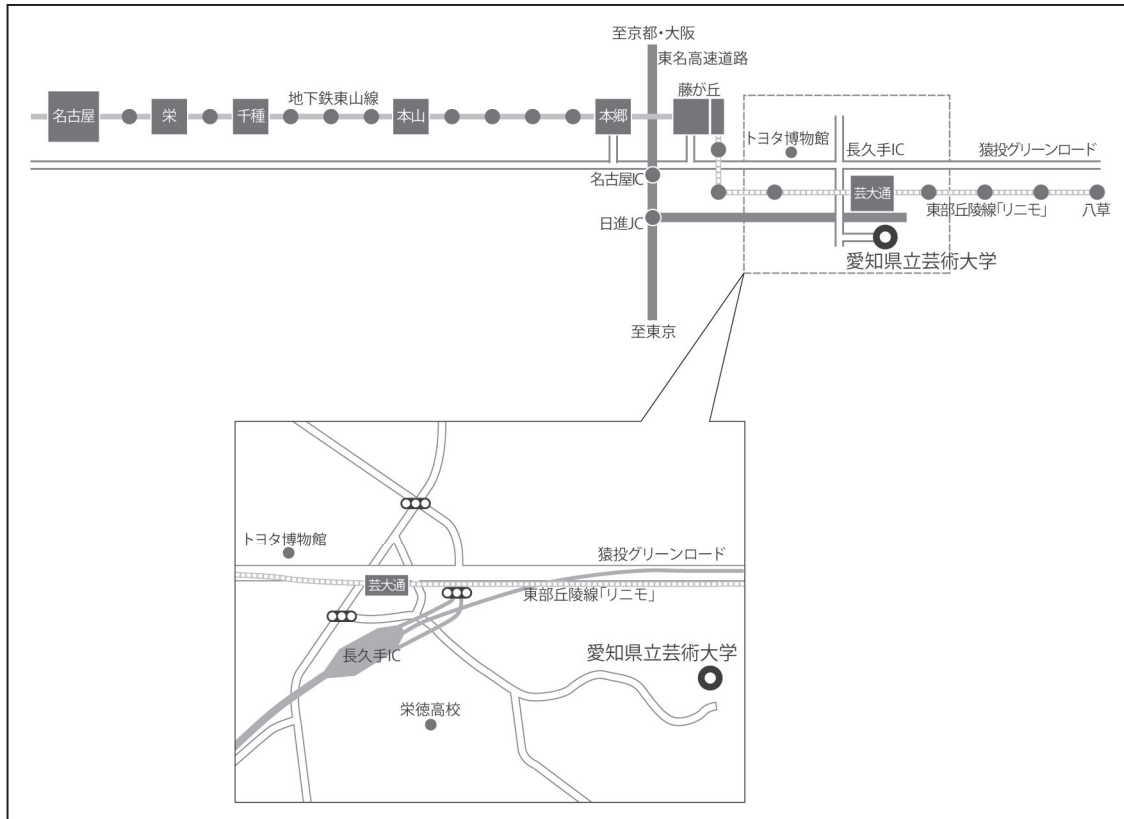 至京都・大阪
東名高速道路
藤が丘
地下鉄東山線
名古屋
栄
千種
本山
本郷
トヨタ博物館
長久手IC
猿投グリーンロード
名古屋IC
芸大通
日進JC
東部丘陵線「リニモ」
八草
愛知県立芸術大学
至東京
トヨタ博物館
猿投グリーンロード
芸大通
東部丘陵線「リニモ」
長久手IC
愛知県立芸術大学
栄徳高校